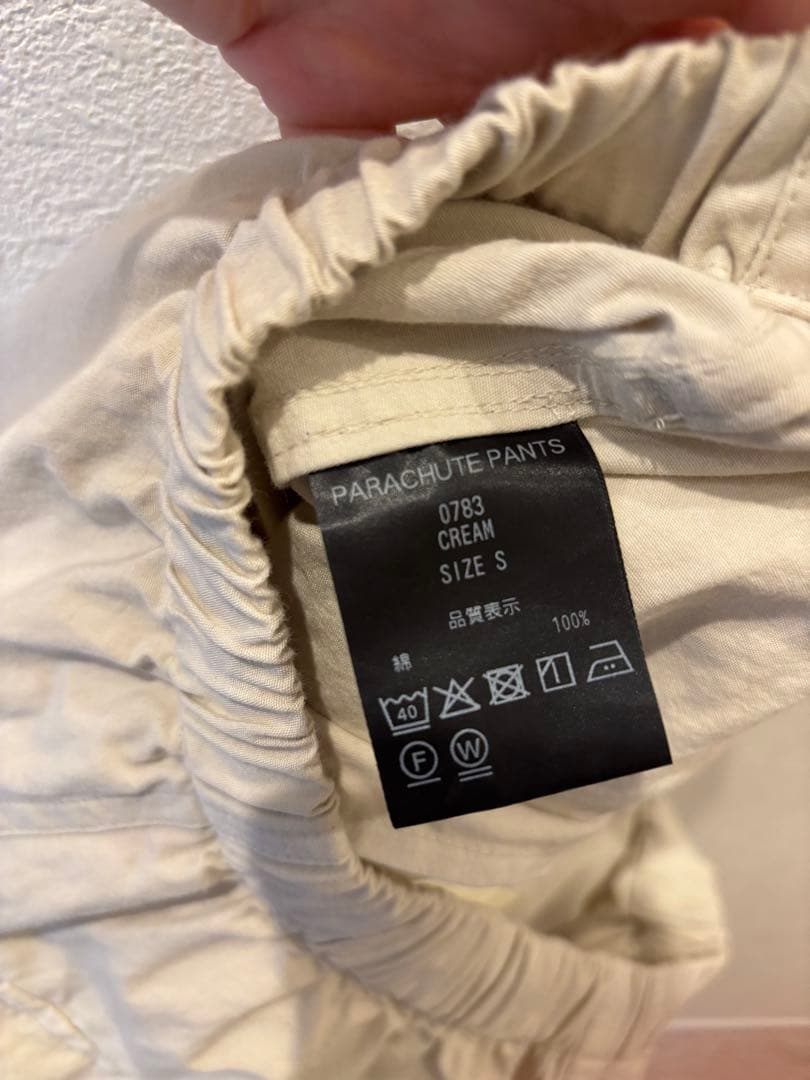 PARACHUTE PANTS
0783
CREAM
SIZE S
品質表示
綿 100%
40
F W